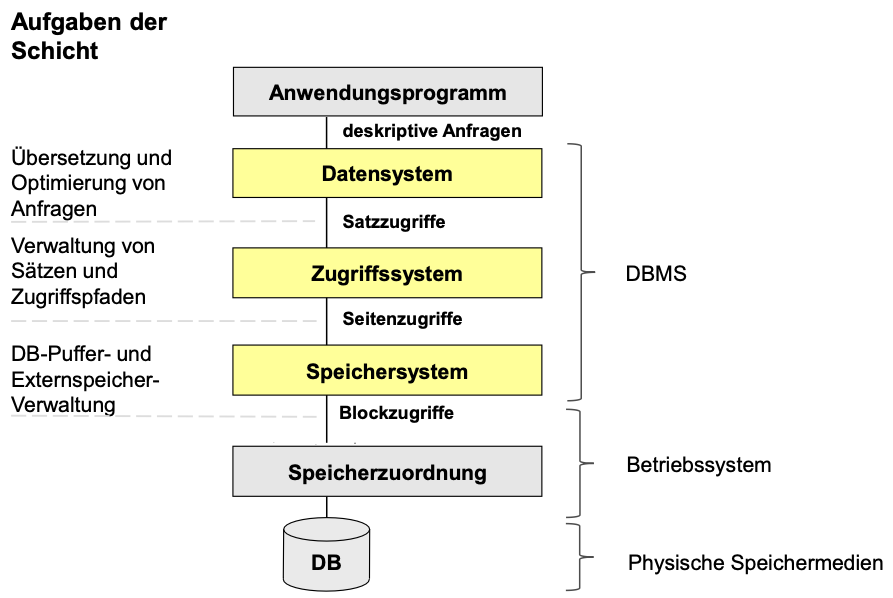 Aufgaben der
Schicht
Anwendungsprogramm
deskriptive Anfragen
Übersetzung und
Optimierung von
Anfragen
Datensystem
Satzzugriffe
Verwaltung von
Sätzen und
Zugriffspfaden
Zugriffssystem
DBMS
Seitenzugriffe
DB-Puffer- und
Externspeicher-
Verwaltung
Speichersystem
Blockzugriffe
Speicherzuordnung
Betriebssystem
DB
Physische Speichermedien